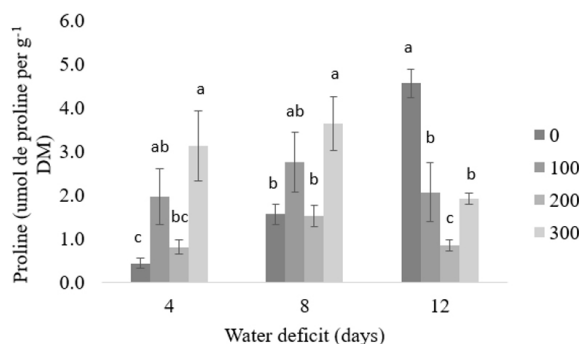 6.0
5.0
4.0
3.0
2.0
1.0
0.0
Proline (umol de proline per g-1
DM)
c
ab
bc
a
b
ab
b
a
a
b
c
b
4
8
12
Water deficit (days)
0
100
200
300